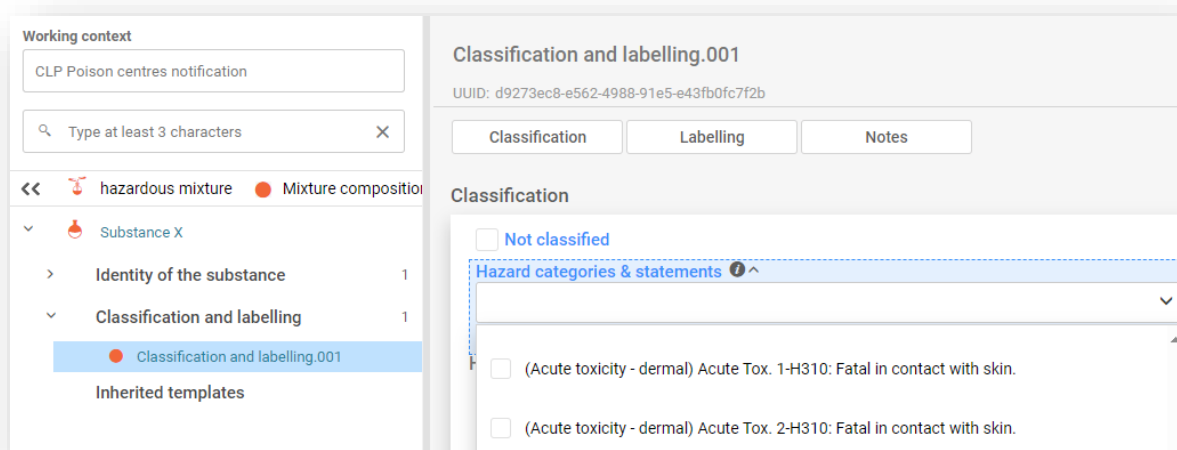 Working context
CLP Poison centres notification
Type at least 3 characters
hazardous mixture
Mixture composition
Substance X
Identity of the substance 1
Classification and labelling 1
Classification and labelling.001
Inherited templates
Classification and labelling.001
UUID: d9273ec8-e562-4988-91e5-e43fb0fc7f2b
Classification
Labelling
Notes
Classification
Not classified
Hazard categories & statements
(Acute toxicity - dermal) Acute Tox. 1-H310: Fatal in contact with skin.
(Acute toxicity - dermal) Acute Tox. 2-H310: Fatal in contact with skin.